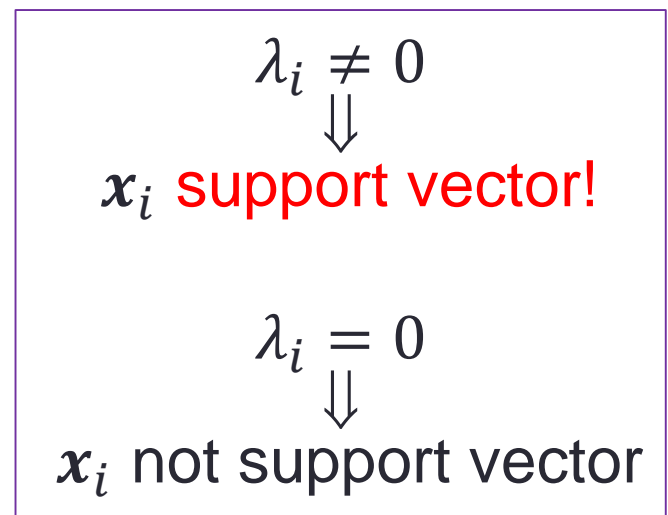 λᵢ ≠ 0
⇓
𝒙ᵢ support vector!
λᵢ = 0
⇓
𝒙ᵢ not support vector